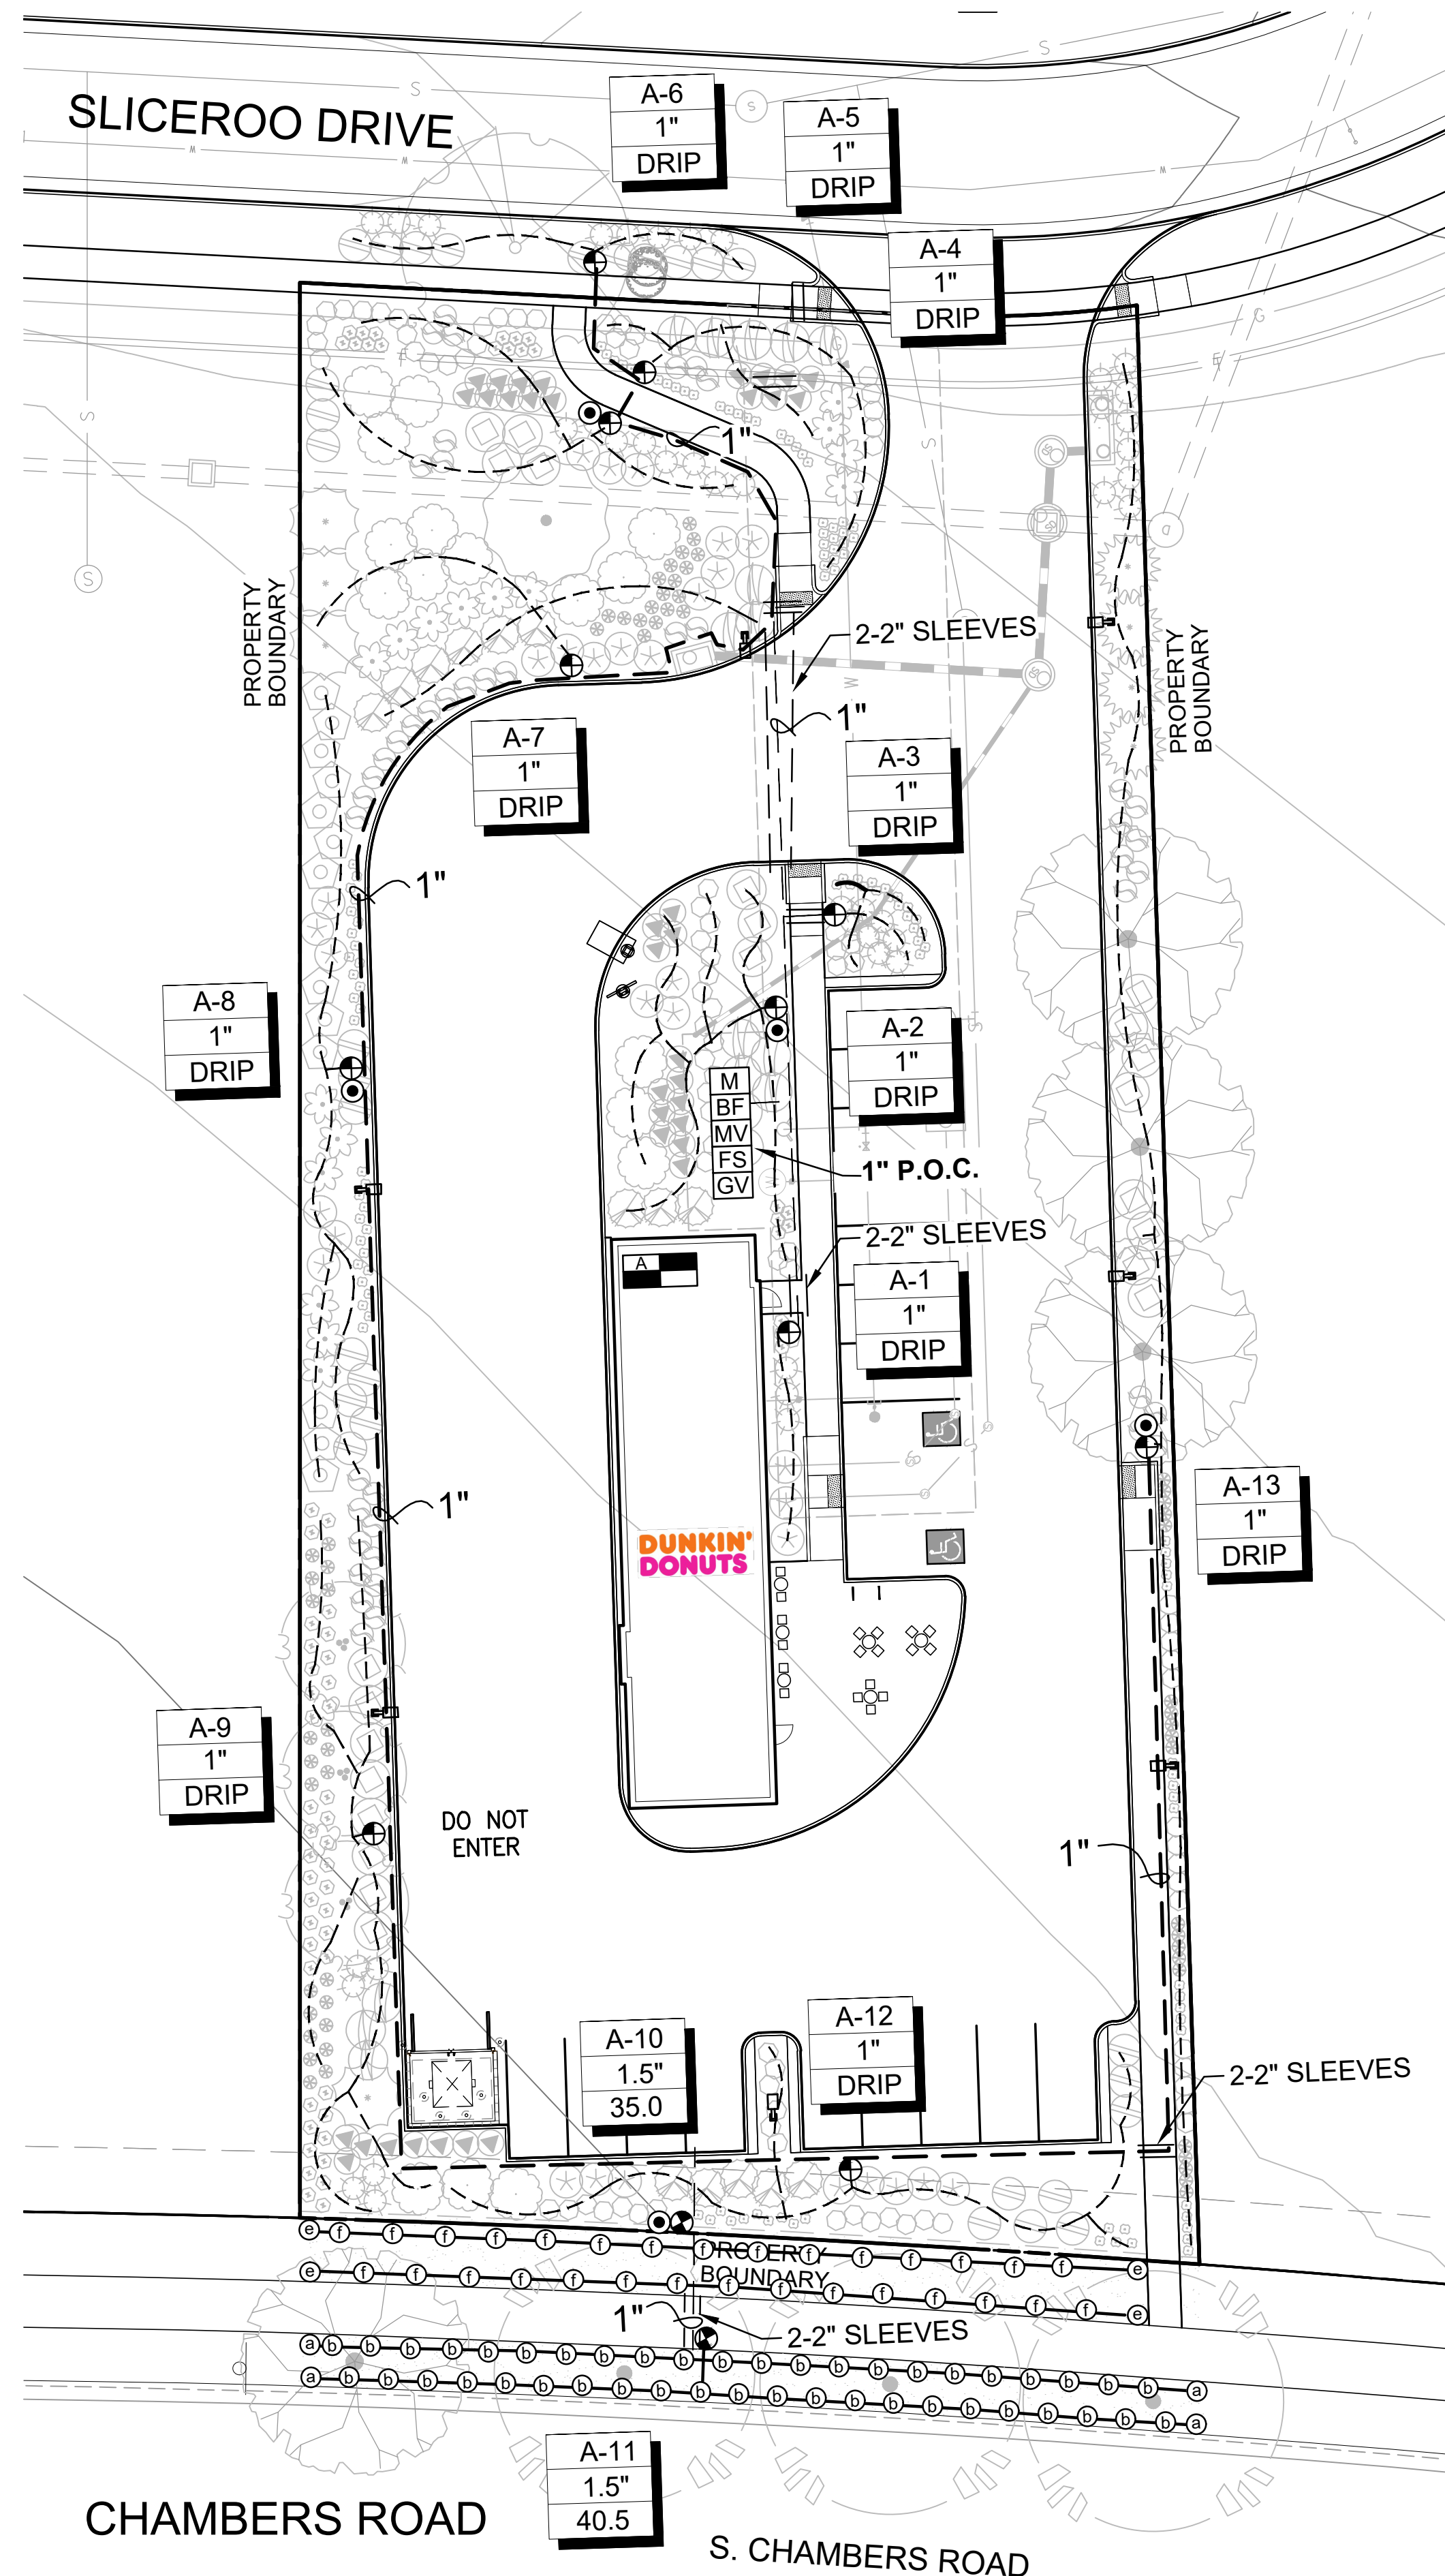 SLICEROO DRIVE
A-6
1"
DRIP
A-5
1"
DRIP
A-4
1"
DRIP
1"
PROPERTY
BOUNDARY
2-2" SLEEVES
PROPERTY
BOUNDARY
1"
A-7
1"
DRIP
A-3
1"
DRIP
1"
A-8
1"
DRIP
A-2
1"
DRIP
M
BF
MV
FS
GV
1" P.O.C.
2-2" SLEEVES
A
A-1
1"
DRIP
1"
A-13
1"
DRIP
DUNKIN'
DONUTS
A-9
1"
DRIP
DO NOT
ENTER
1"
A-10
1.5"
35.0
A-12
1"
DRIP
2-2" SLEEVES
PROPERTY
BOUNDARY
1"
2-2" SLEEVES
A-11
1.5"
40.5
CHAMBERS ROAD
S. CHAMBERS ROAD